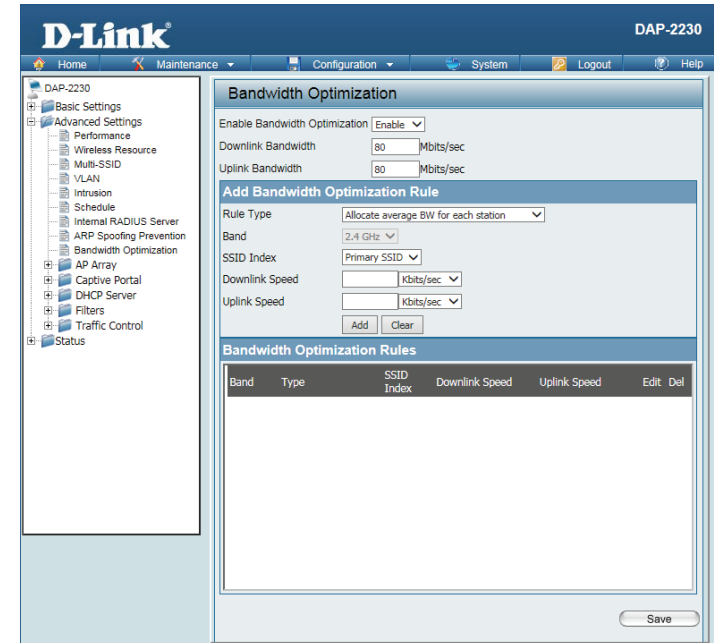 D-Link®
DAP-2230
Home Maintenance Configuration System Logout Help
DAP-2230
Basic Settings
Advanced Settings
Performance
Wireless Resource
Multi-SSID
VLAN
Intrusion
Schedule
Internal RADIUS Server
ARP Spoofing Prevention
Bandwidth Optimization
AP Array
Captive Portal
DHCP Server
Filters
Traffic Control
Status
Bandwidth Optimization
Enable Bandwidth Optimization Enable
Downlink Bandwidth 80 Mbits/sec
Uplink Bandwidth 80 Mbits/sec
Add Bandwidth Optimization Rule
Rule Type Allocate average BW for each station
Band 2.4 GHz
SSID Index Primary SSID
Downlink Speed Kbits/sec
Uplink Speed Kbits/sec
Add Clear
Bandwidth Optimization Rules
Band Type SSID Index Downlink Speed Uplink Speed Edit Del
Save